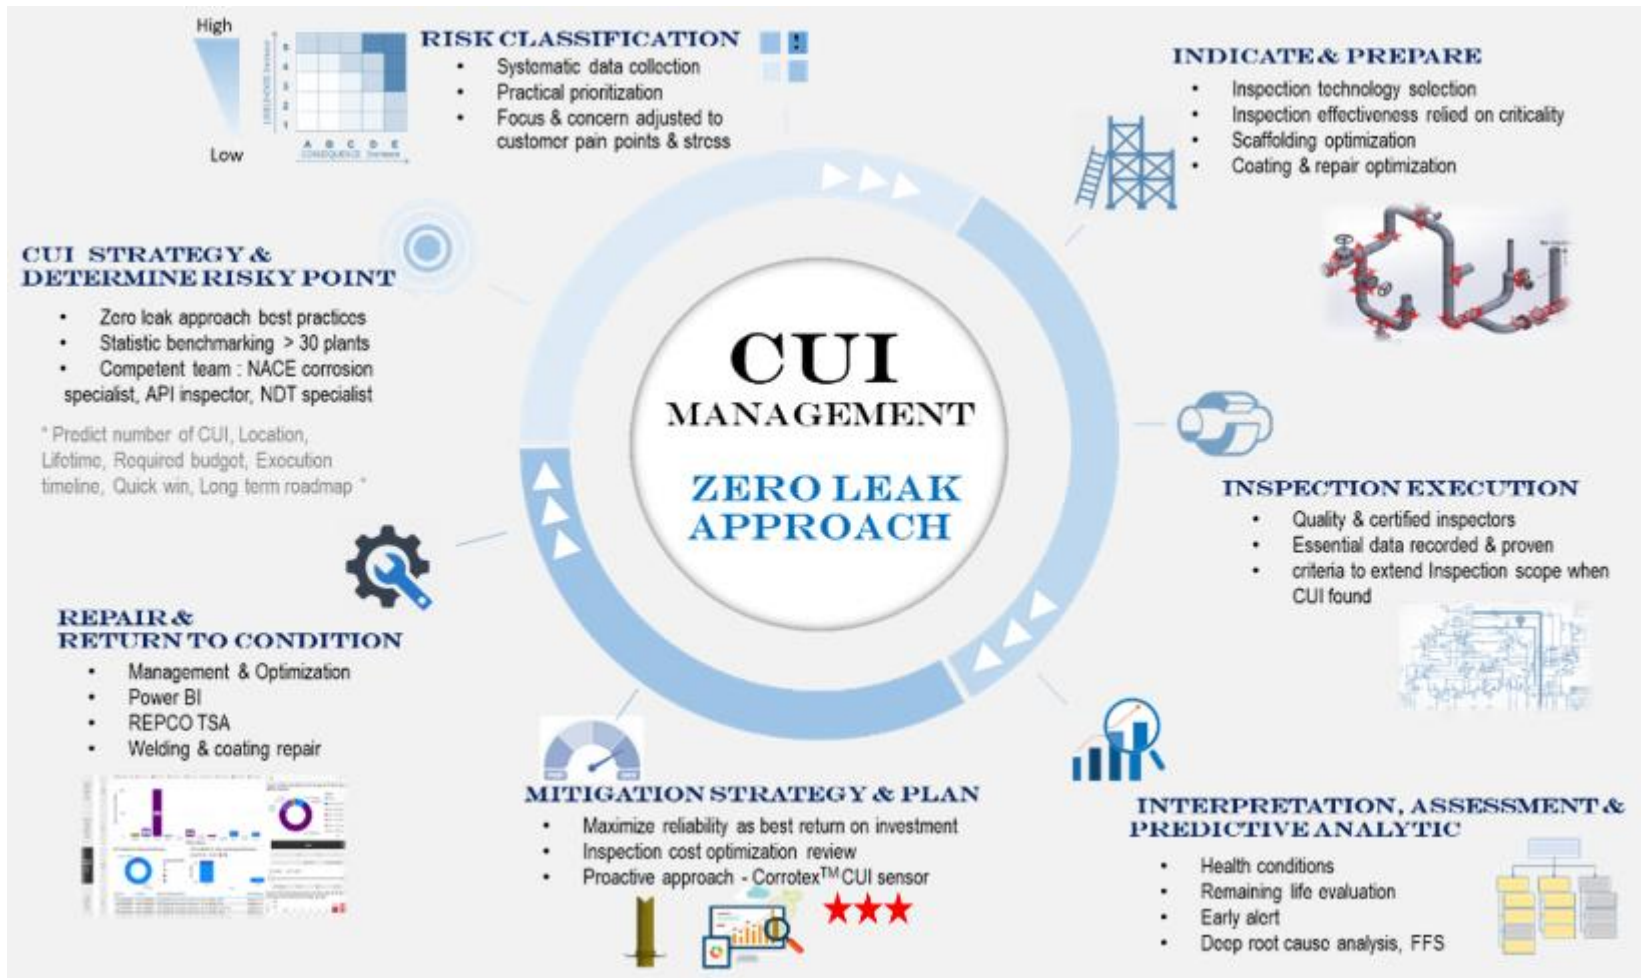 High
Low
5
4
3
2
1
A B C D E
CONSEQUENCE Increase
RISK CLASSIFICATION
• Systematic data collection
• Practical prioritization
• Focus & concern adjusted to
customer pain points & stress
!
INDICATE & PREPARE
• Inspection technology selection
• Inspection effectiveness relied on criticality
• Scaffolding optimization
• Coating & repair optimization
CUI STRATEGY &
DETERMINE RISKY POINT
• Zero leak approach best practices
• Statistic benchmarking > 30 plants
• Competent team : NACE corrosion
specialist, API inspector, NDT specialist
" Predict number of CUI, Location,
Lifetime, Required budget, Execution
timeline, Quick win, Long term roadmap "
CUI
MANAGEMENT
ZERO LEAK
APPROACH
INSPECTION EXECUTION
• Quality & certified inspectors
• Essential data recorded & proven
• criteria to extend Inspection scope when
CUI found
REPAIR &
RETURN TO CONDITION
• Management & Optimization
• Power BI
• REPCO TSA
• Welding & coating repair
MITIGATION STRATEGY & PLAN
• Maximize reliability as best return on investment
• Inspection cost optimization review
• Proactive approach - Corrotex™ CUI sensor
INTERPRETATION, ASSESSMENT &
PREDICTIVE ANALYTIC
• Health conditions
• Remaining life evaluation
• Early alert
• Deep root cause analysis, FFS